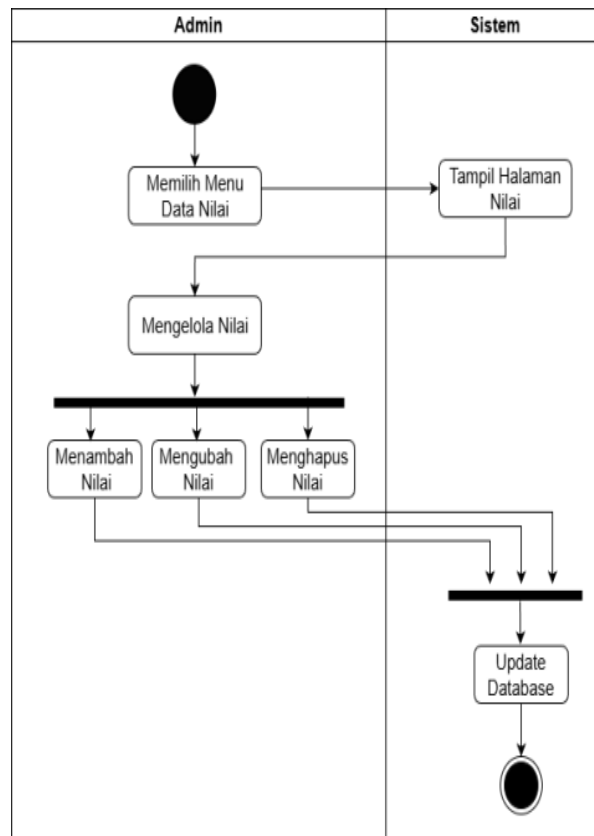 Admin
Sistem
Memilih Menu
Data Nilai
Tampil Halaman
Nilai
Mengelola Nilai
Menambah
Nilai
Mengubah
Nilai
Menghapus
Nilai
Update
Database